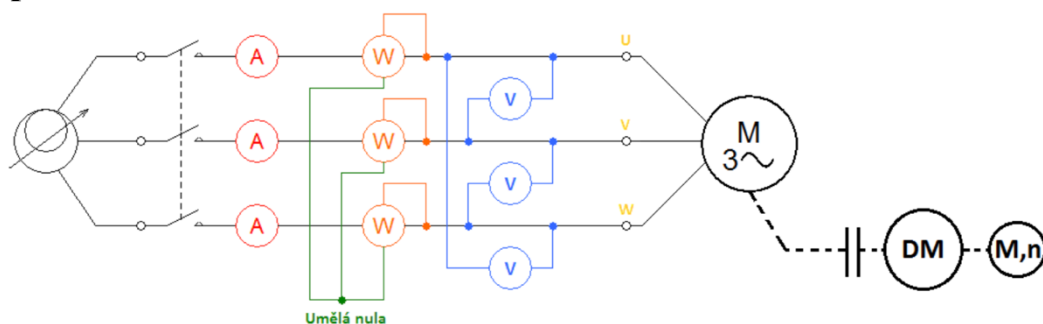 A W U
V
A W V M
3
V
A W W
DM M,n
V
Umělá nula